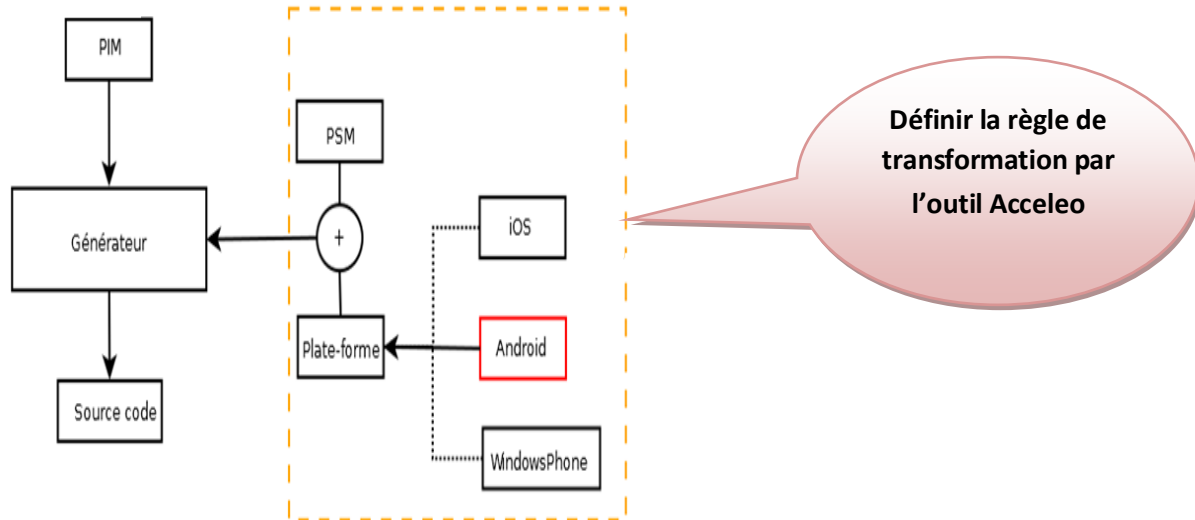 PIM
Générateur
Source code
PSM
+
Plate-forme
iOS
Android
WindowsPhone
Définir la règle de
transformation par
l’outil Acceleo